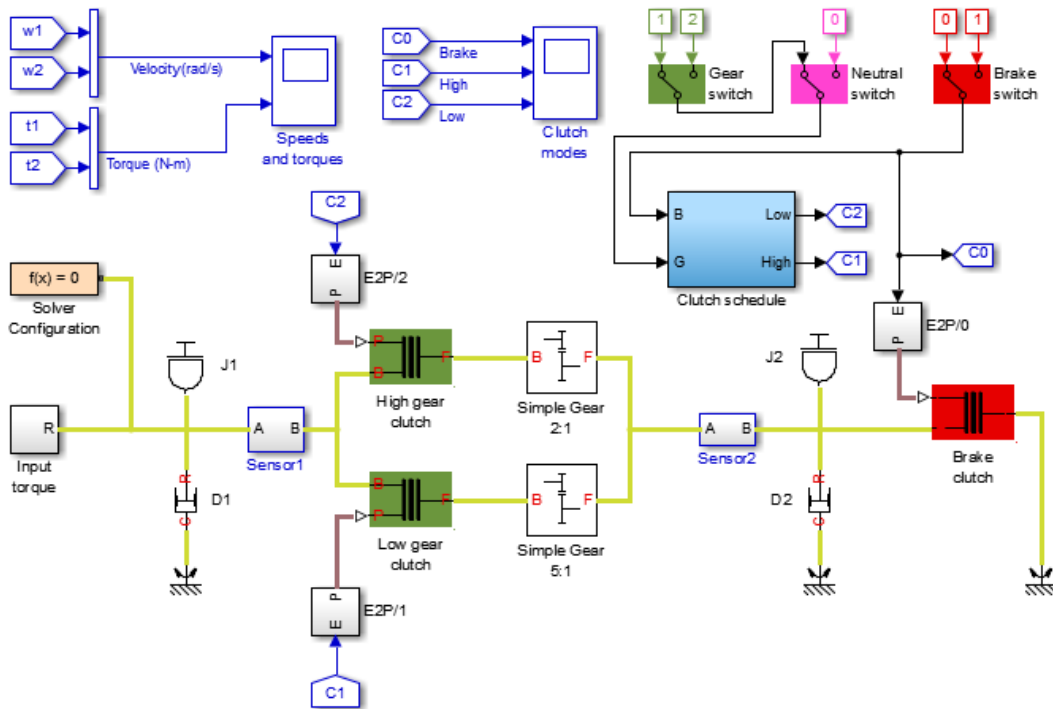 w1
w2
Velocity(rad/s)
t1
t2
Torque (N-m)
Speeds
and torques
C0
Brake
C1
High
C2
Low
Clutch
modes
1
2
Gear
switch
0
Neutral
switch
0
1
Brake
switch
B
G
Low
High
Clutch schedule
C2
C1
C0
C2
E
P
E2P/2
f(x) = 0
Solver
Configuration
E
P
E2P/0
J1
J2
P
B
F
High gear
clutch
B
F
Simple Gear
2:1
R
Input
torque
A
B
Sensor1
A
B
Sensor2
Brake
clutch
R
C
D1
B
P
F
Low gear
clutch
B
F
Simple Gear
5:1
R
C
D2
P
E
E2P/1
C1